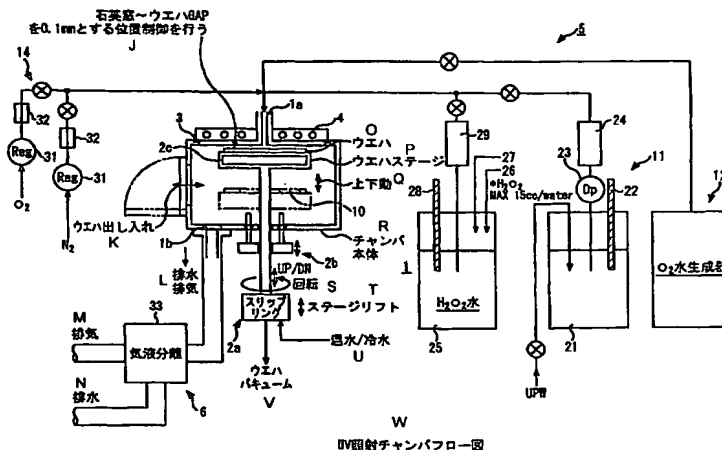 石英窓～ウエハGAP
を0.1mmとする位置制御を行う
J
5
14
1a
3
4
O
ウエハ
P
2c
ウエハステージ
Q
上下動
10
32
32
Reg
31
Reg
31
O₂
N₂
ウエハ出し入れ
K
1b
R
チャンバ
本体
2b
L
排水
排気
UP/DN
回転
S
T
スリップ
リング
ステージリフト
2a
温水/冷水
U
M
排気
33
気液分離
N
排水
6
ウエハ
バキューム
V
29
24
27
26
23
11
28
*H₂O₂
MAX 15cc/water
Dp
22
1
H₂O₂水
25
21
O₂水生成器
UPW
W
UV照射チャンバフロー図